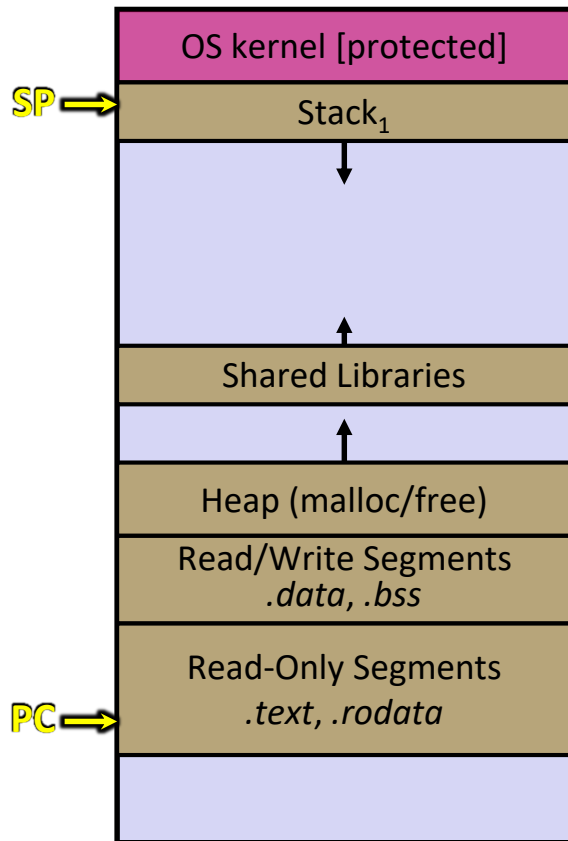 OS kernel [protected]
SP
Stack₁
Shared Libraries
Heap (malloc/free)
Read/Write Segments
.data, .bss
Read-Only Segments
.text, .rodata
PC